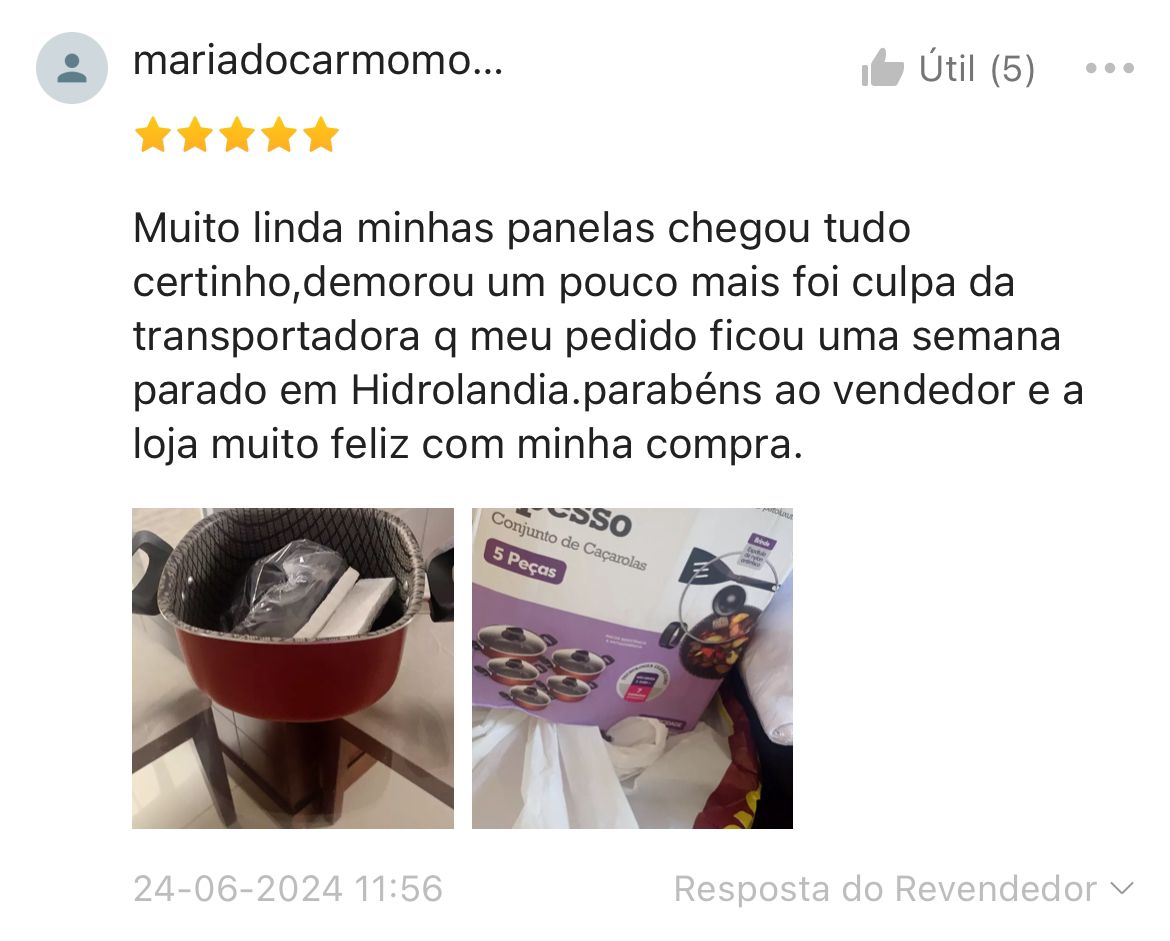 mariadocarmomo...
Útil (5)
Muito linda minhas panelas chegou tudo
certinho,demorou um pouco mais foi culpa da
transportadora q meu pedido ficou uma semana
parado em Hidrolandia.parabéns ao vendedor e a
loja muito feliz com minha compra.
Conjunto de Caçarolas
5 Peças
Brinde
24-06-2024 11:56
Resposta do Revendedor